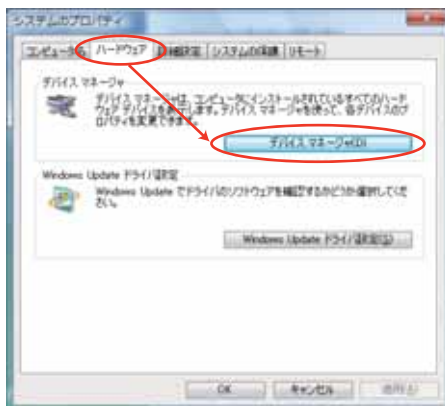 システムのプロパティ
コンピュータ名 ハードウェア 詳細設定 システムの保護 リモート
デバイス マネージャ
デバイス マネージャは、コンピュータにインストールされているすべてのハード
ウェア デバイスを表示します。デバイス マネージャを使って、各デバイスのプ
ロパティを変更できます。
デバイス マネージャ(D)
Windows Update ドライバ設定
Windows Update でドライバのソフトウェアを確認するかどうか選択してくだ
さい。
Windows Update ドライバ設定(S)
OK キャンセル 適用(A)